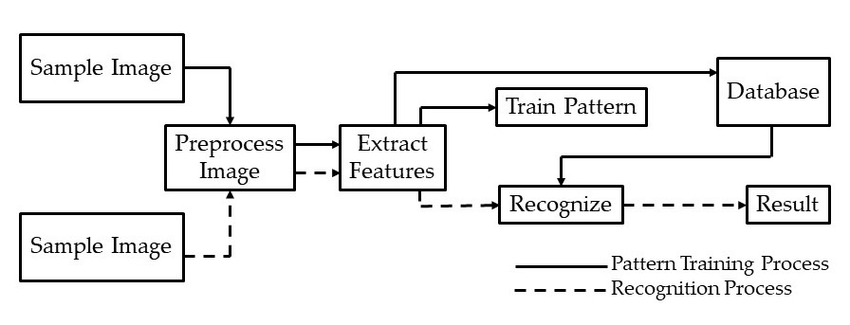 Sample Image
Database
Train Pattern
Preprocess
Image
Extract
Features
Recognize
Result
Sample Image
Pattern Training Process
Recognition Process